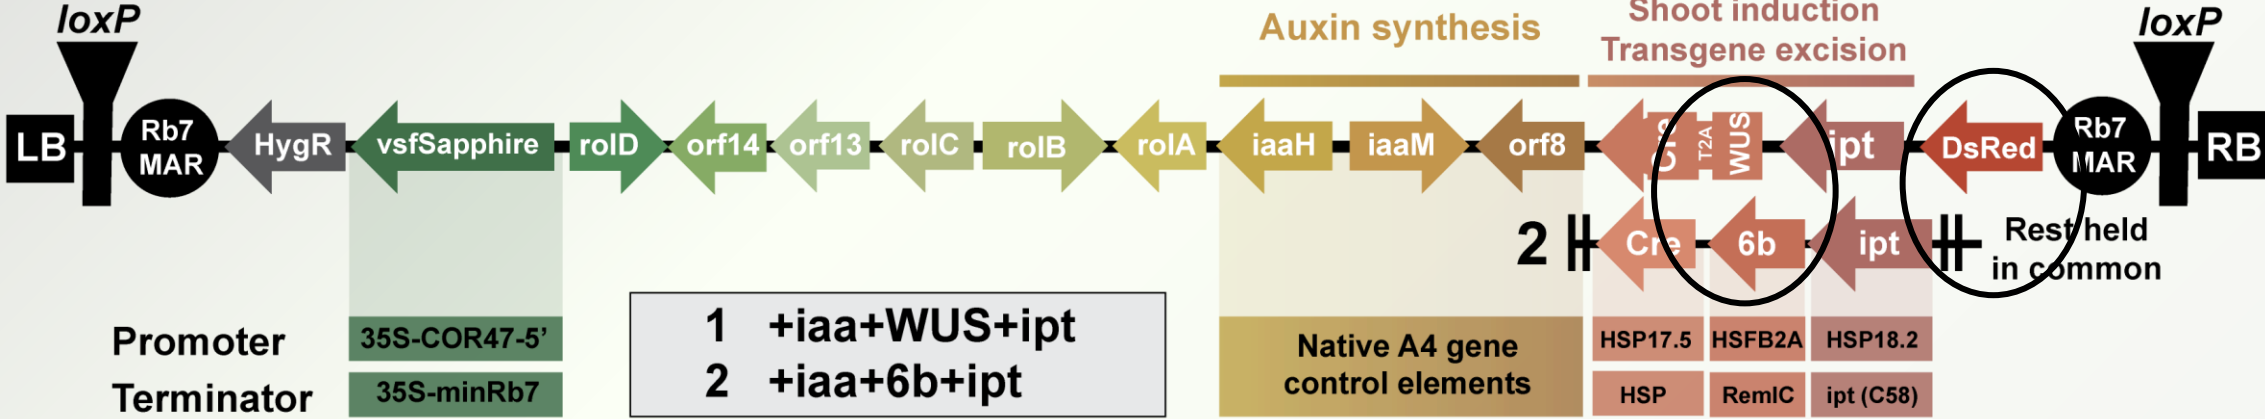 loxP
Auxin synthesis
Shoot induction
Transgene excision
loxP
LB
Rb7
MAR
HygR
vsfSapphire
rolD
orf14
orf13
rolC
rolB
rolA
iaaH
iaaM
orf8
Cre
T2A
WUS
ipt
DsRed
Rb7
MAR
RB
2
Cre
6b
ipt
Rest held
in common
Promoter
35S-COR47-5’
Terminator
35S-minRb7
1 +iaa+WUS+ipt
2 +iaa+6b+ipt
Native A4 gene
control elements
HSP17.5
HSFB2A
HSP18.2
HSP
RemIC
ipt (C58)